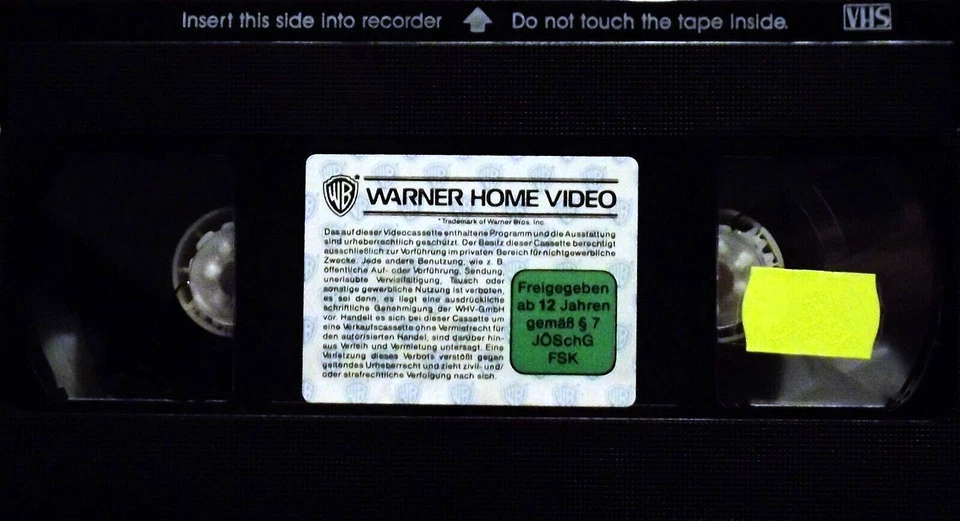 Insert this side into recorder Do not touch the tape inside. VHS
WB * WARNER HOME VIDEO
*Trademark of Warner Bros. Inc.
Das auf dieser Videocassette enthaltene Programm und die Ausstattung
sind urheberrechtlich geschützt. Der Besitz dieser Cassette berechtigt
ausschließlich zur Vorführung im privaten Bereich für nichtgewerbliche
Zwecke. Jede andere Benutzung, wie z. B.
öffentliche Auf- oder Vorführung, Sendung,
unerlaubte Vervielfältigung, Tausch oder
sonstige gewerbliche Nutzung ist verboten,
es sei denn, es liegt eine ausdrückliche
schriftliche Genehmigung der WHV-GmbH
vor. Handelt es sich bei dieser Cassette um
eine Verkaufscassette ohne Vermietrecht für
den autorisierten Handel, sind darüber hin-
aus Verleih und Vermietung untersagt. Eine
Verletzung dieses Verbots verstößt gegen
geltendes Urheberrecht und zieht zivil- und/
oder strafrechtliche Verfolgung nach sich.
Freigegeben
ab 12 Jahren
gemäß § 7
JÖSchG
FSK